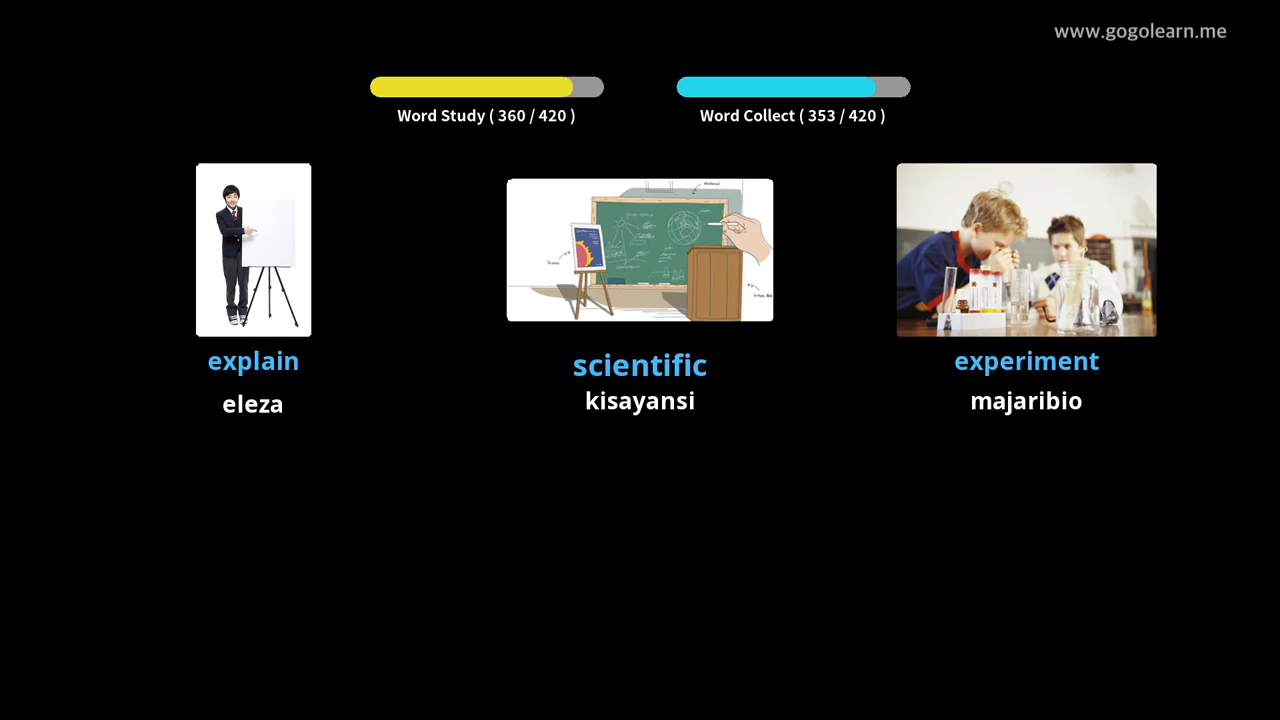 www.gogolearn.me
Word Study ( 360 / 420 )
Word Collect ( 353 / 420 )
explain
eleza
scientific
kisayansi
experiment
majaribio